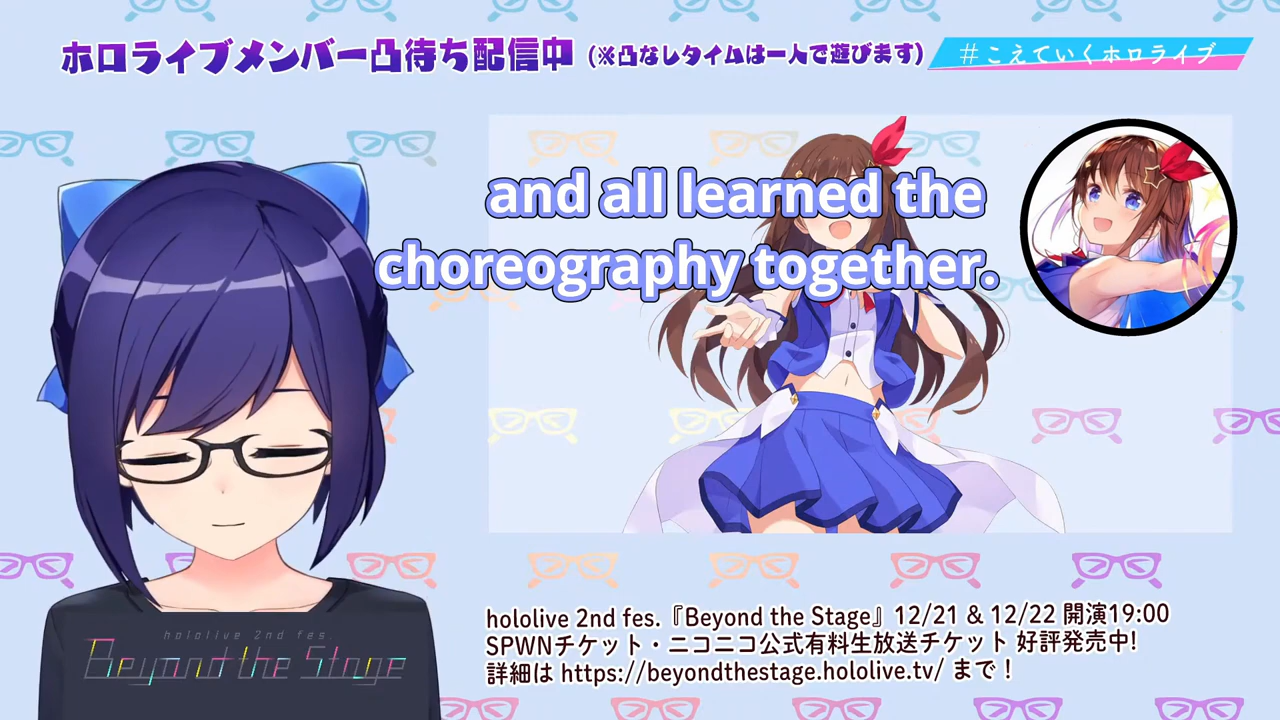 ホロライブメンバー凸待ち配信中 (※凸なしタイムは一人で遊びます)
#こえていくホロライブ
and all learned the
choreography together.
hololive 2nd fes.
Beyond the Stage
hololive 2nd fes.『Beyond the Stage』12/21 & 12/22 開演19:00
SPWNチケット・ニコニコ公式有料生放送チケット 好評発売中!
詳細は https://beyondthestage.hololive.tv/ まで！